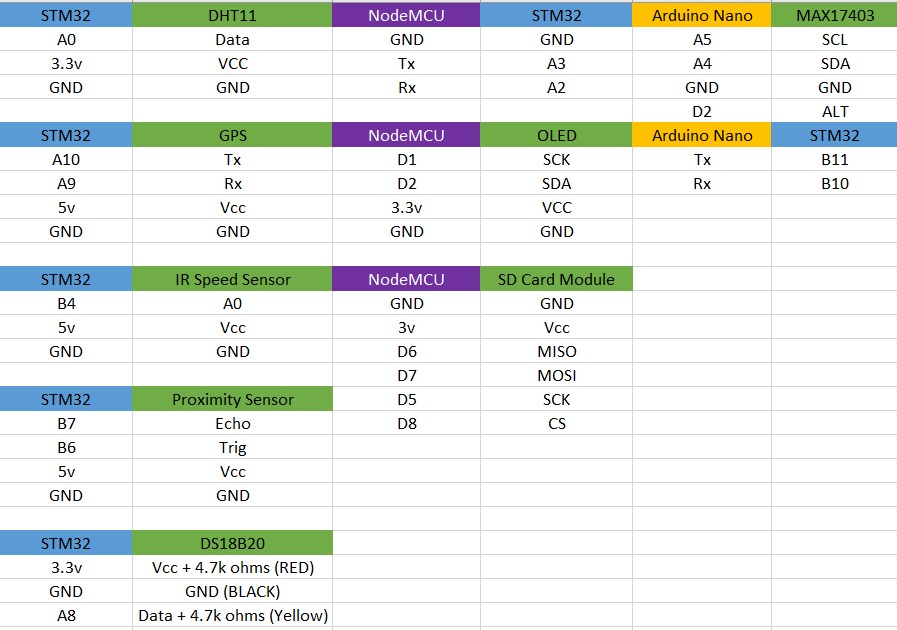 STM32 DHT11 NodeMCU STM32 Arduino Nano MAX17403
A0 Data GND GND A5 SCL
3.3v VCC Tx A3 A4 SDA
GND GND Rx A2 GND GND
D2 ALT
STM32 GPS NodeMCU OLED Arduino Nano STM32
A10 Tx D1 SCK Tx B11
A9 Rx D2 SDA Rx B10
5v Vcc 3.3v VCC
GND GND GND GND
STM32 IR Speed Sensor NodeMCU SD Card Module
B4 A0 GND GND
5v Vcc 3v Vcc
GND GND D6 MISO
D7 MOSI
STM32 Proximity Sensor D5 SCK
B7 Echo D8 CS
B6 Trig
5v Vcc
GND GND
STM32 DS18B20
3.3v Vcc + 4.7k ohms (RED)
GND GND (BLACK)
A8 Data + 4.7k ohms (Yellow)